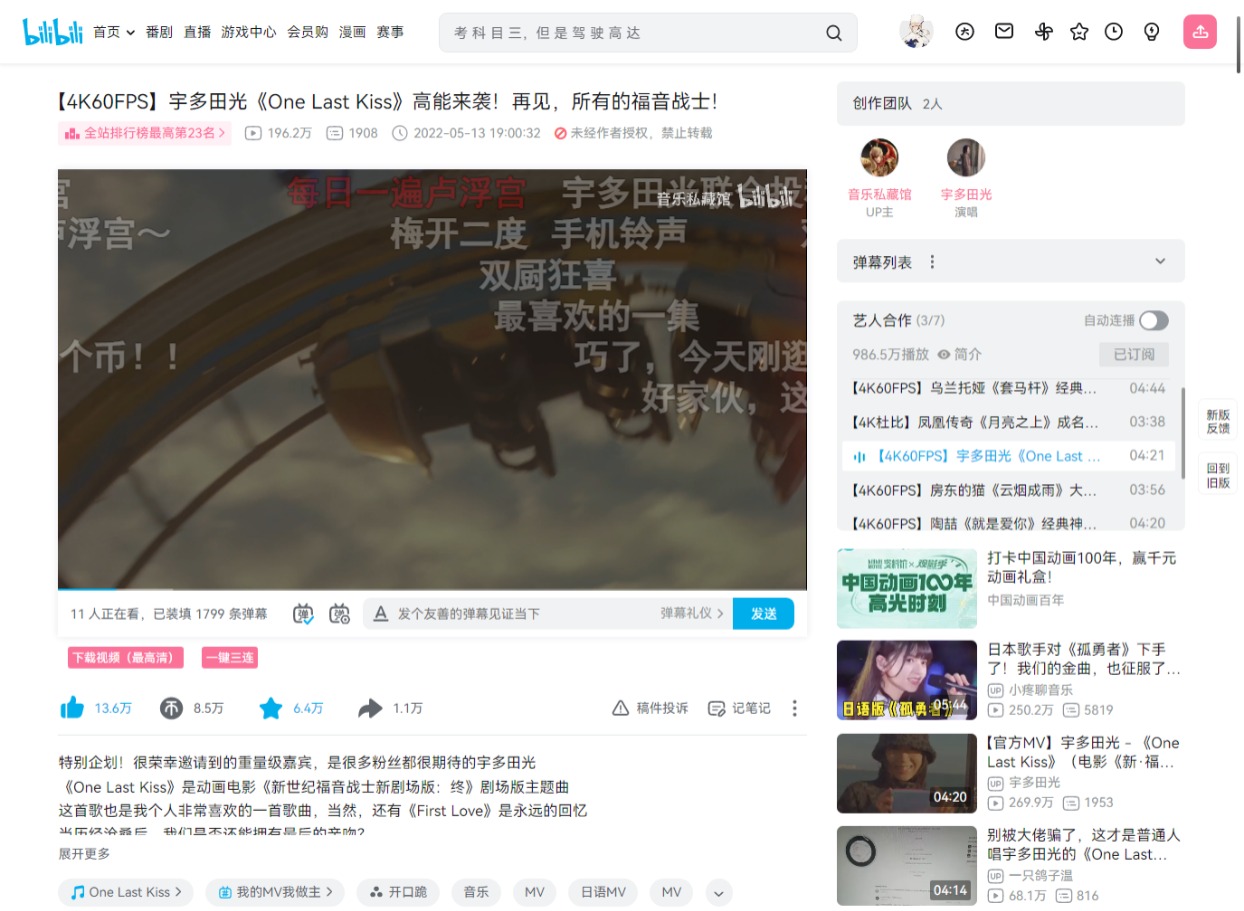 bilibili 首页 番剧 直播 游戏中心 会员购 漫画 赛事 考科目三，但是驾驶高达
【4K60FPS】宇多田光《One Last Kiss》高能来袭！再见，所有的福音战士！
全站排行榜最高第23名 196.2万 1908 2022-05-13 19:00:32 未经作者授权，禁止转载
每日一遍卢浮宫
音乐私藏馆 bilibili
浮宫～ 梅开二度 手机铃声
双厨狂喜
最喜欢的一集
个币！！ 巧了，今天刚逛
好家伙，这
11 人正在看，已装填 1799 条弹幕 弹 弹 A 发个友善的弹幕见证当下 弹幕礼仪 发送
下载视频（最高清） 一键三连
13.6万 8.5万 6.4万 1.1万 稿件投诉 记笔记
特别企划！很荣幸邀请到的重量级嘉宾，是很多粉丝都很期待的宇多田光
《One Last Kiss》是动画电影《新世纪福音战士新剧场版：终》剧场版主题曲
这首歌也是我个人非常喜欢的一首歌曲，当然，还有《First Love》是永远的回忆
当历经沧桑后，我们是否还能拥有最后的亲吻？
展开更多
One Last Kiss 我的MV我做主 开口跪 音乐 MV 日语MV MV
创作团队 2人
音乐私藏馆 宇多田光
UP主 演唱
弹幕列表
艺人合作 (3/7) 自动连播
986.5万播放 简介 已订阅
【4K60FPS】乌兰托娅《套马杆》经典... 04:44
【4K杜比】凤凰传奇《月亮之上》成名... 03:38
【4K60FPS】宇多田光《One Last ... 04:21
【4K60FPS】房东的猫《云烟成雨》大... 03:56
【4K60FPS】陶喆《就是爱你》经典神... 04:20
新版
反馈
回到
旧版
中国动画100年
高光时刻
打卡中国动画100年，赢千元
动画礼盒！
中国动画百年
日语版《孤勇者》 05:44
日本歌手对《孤勇者》下手
了！我们的金曲，也征服了...
UP 小疼聊音乐
250.2万 5819
04:20
【官方MV】宇多田光 - 《One
Last Kiss》（电影《新·福...
UP 宇多田光
269.9万 1953
04:14
别被大佬骗了，这才是普通人
唱宇多田光的《One Last...
UP 一只鸽子温
68.1万 816